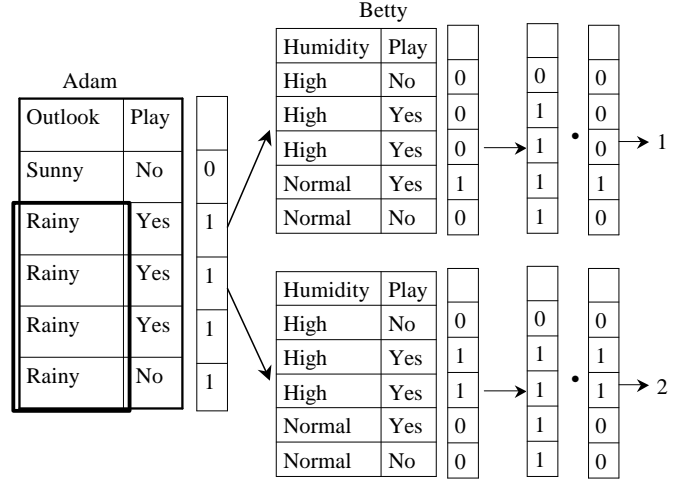 Betty
Humidity Play
High No 0 0 0
High Yes 0 1 0
High Yes 0 1 • 0 1
Normal Yes 1 1 1
Normal No 0 1 0
Adam
Outlook Play
Sunny No 0
Rainy Yes 1
Rainy Yes 1
Rainy Yes 1
Rainy No 1
Humidity Play
High No 0 0 0
High Yes 1 1 1
High Yes 1 1 • 1 2
Normal Yes 0 1 0
Normal No 0 1 0